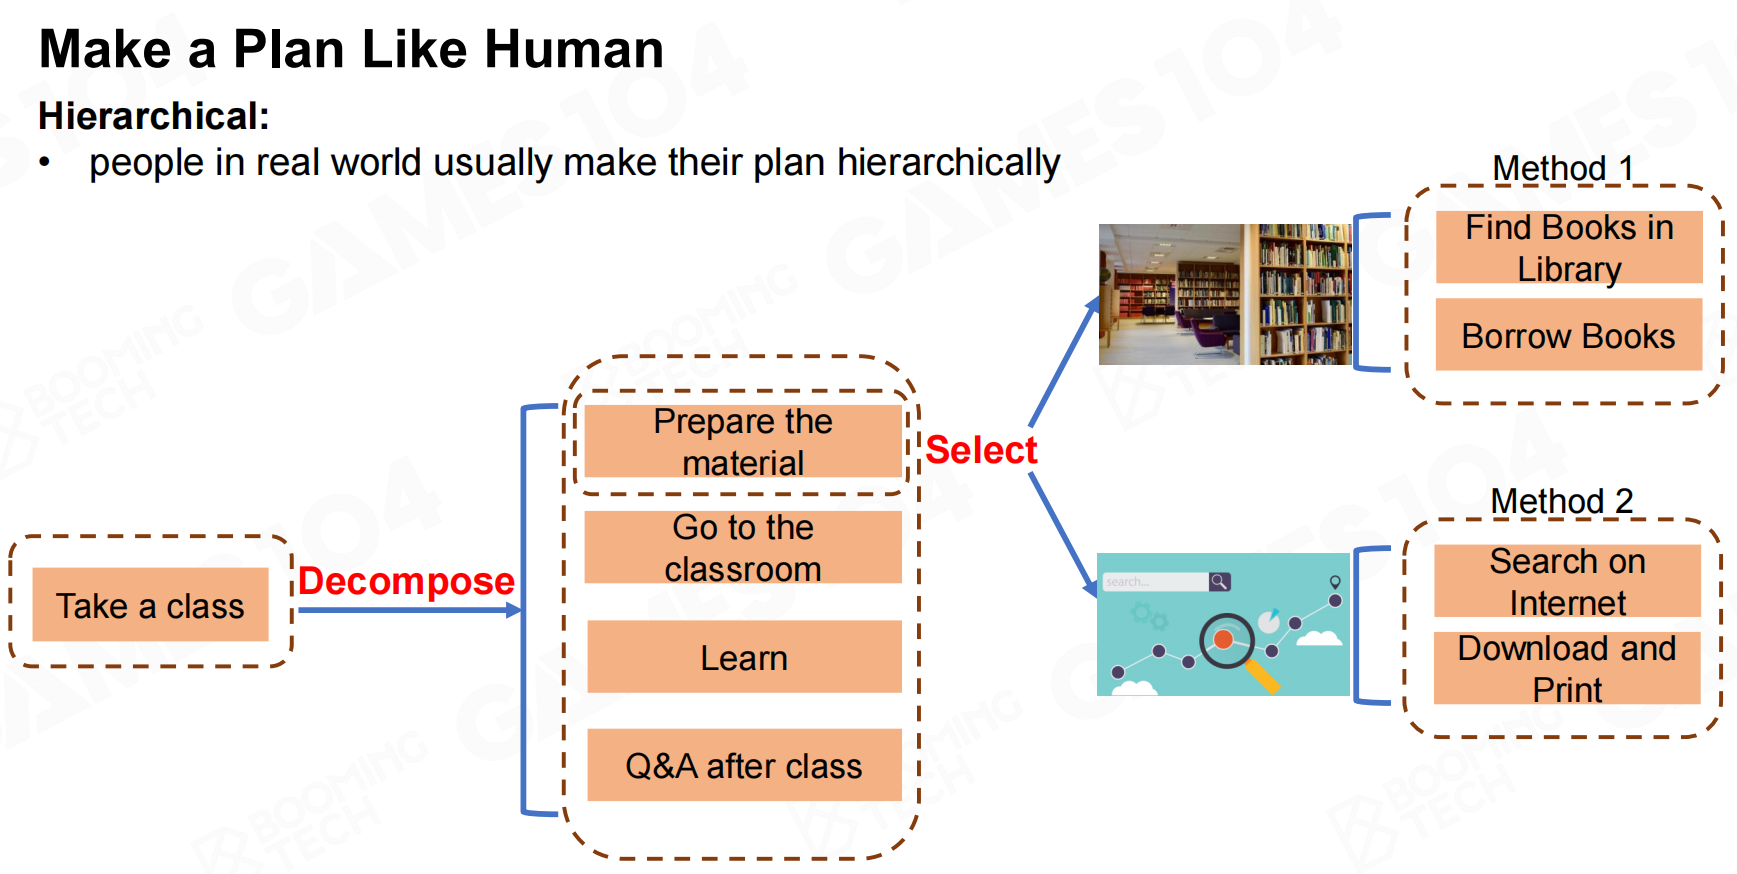 Make a Plan Like Human
Hierarchical:
• people in real world usually make their plan hierarchically
Take a class
Decompose
Prepare the
material
Go to the
classroom
Learn
Q&A after class
Select
Method 1
Find Books in
Library
Borrow Books
Method 2
search...
Search on
Internet
Download and
Print
GAMES104
BOOMING
TECH